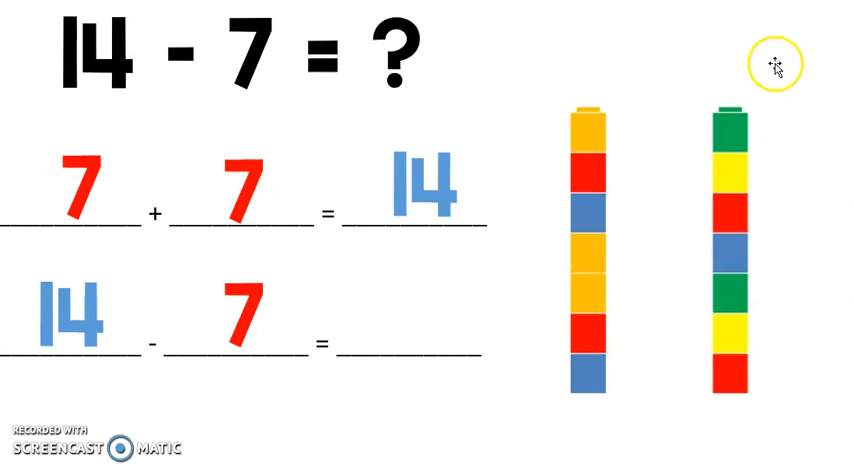 14 - 7 = ?
7 + 7 = 14
14 - 7 =
RECORDED WITH
SCREENCAST MATIC